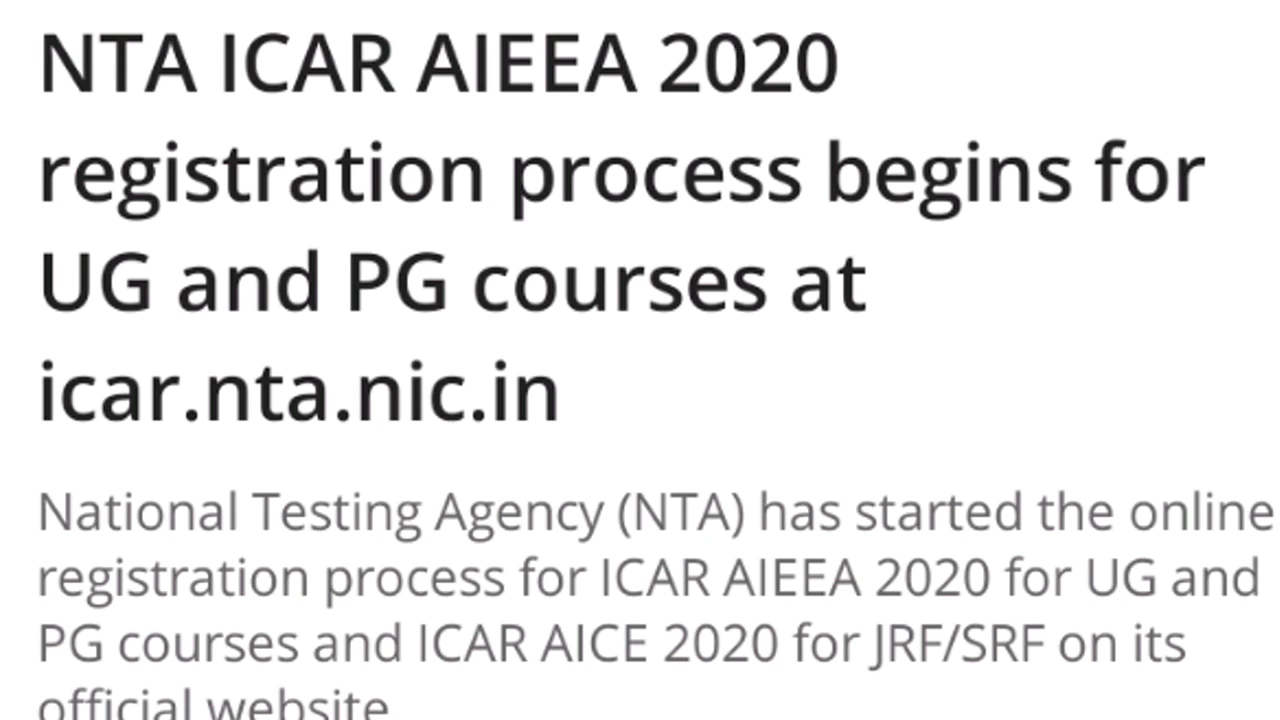 NTA ICAR AIEEA 2020
registration process begins for
UG and PG courses at
icar.nta.nic.in
National Testing Agency (NTA) has started the online
registration process for ICAR AIEEA 2020 for UG and
PG courses and ICAR AICE 2020 for JRF/SRF on its
official website.